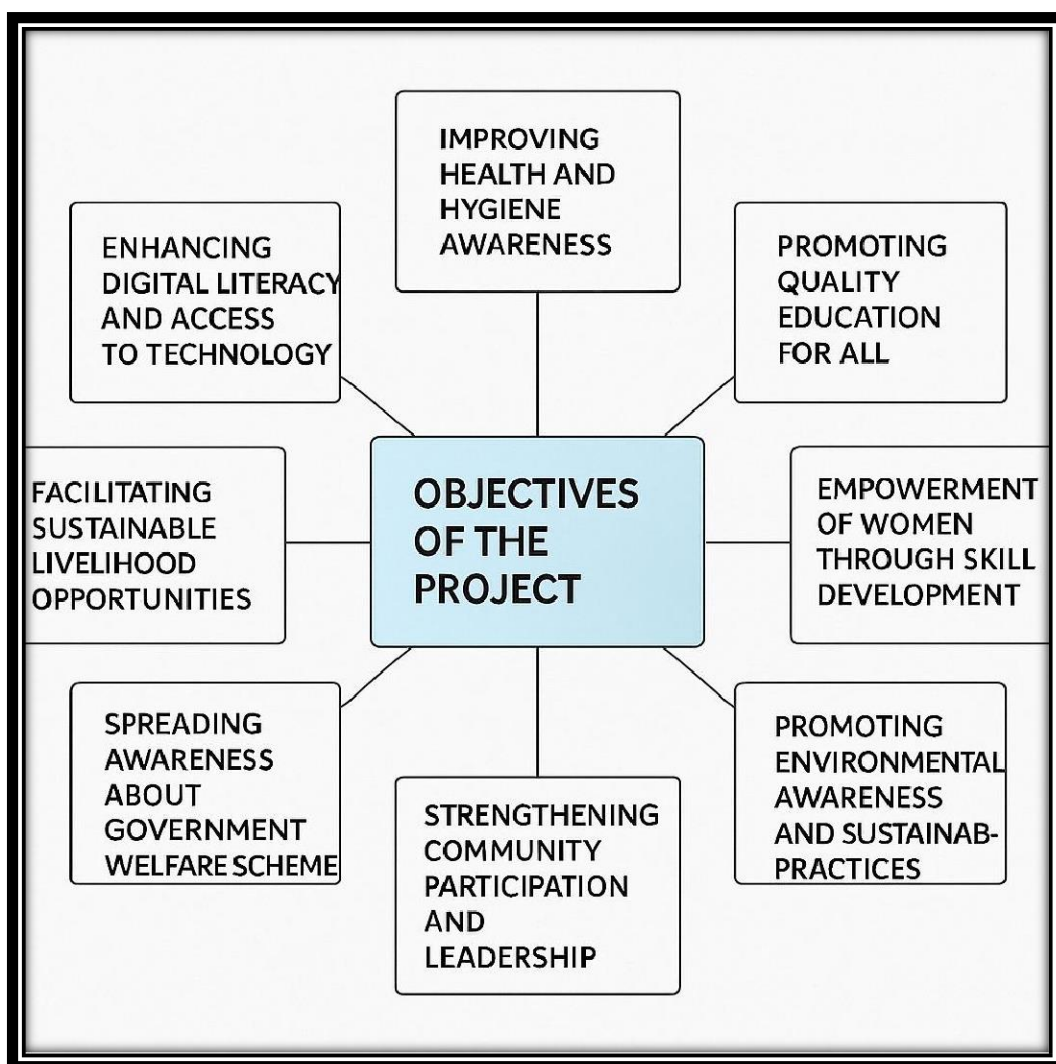 IMPROVING
HEALTH AND
HYGIENE
AWARENESS
ENHANCING
DIGITAL LITERACY
AND ACCESS
TO TECHNOLOGY
PROMOTING
QUALITY
EDUCATION
FOR ALL
FACILITATING
SUSTAINABLE
LIVELIHOOD
OPPORTUNITIES
OBJECTIVES
OF THE
PROJECT
EMPOWERMENT
OF WOMEN
THROUGH SKILL
DEVELOPMENT
SPREADING
AWARENESS
ABOUT
GOVERNMENT
WELFARE SCHEME
STRENGTHENING
COMMUNITY
PARTICIPATION
AND
LEADERSHIP
PROMOTING
ENVIRONMENTAL
AWARENESS
AND SUSTAINAB-
PRACTICES